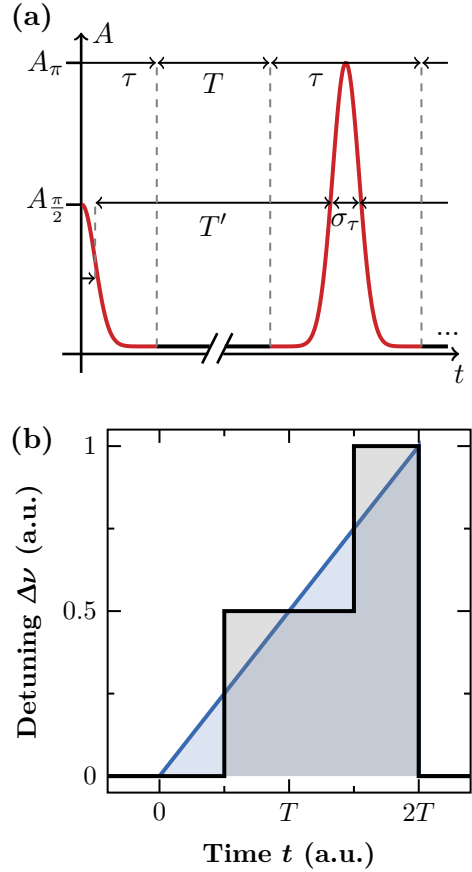 (a)
A
A_π
τ
T
τ
A_{π/2}
T′
σ_τ
...
t
(b)
1
0.5
0
Detuning Δν (a.u.)
0
T
2T
Time t (a.u.)